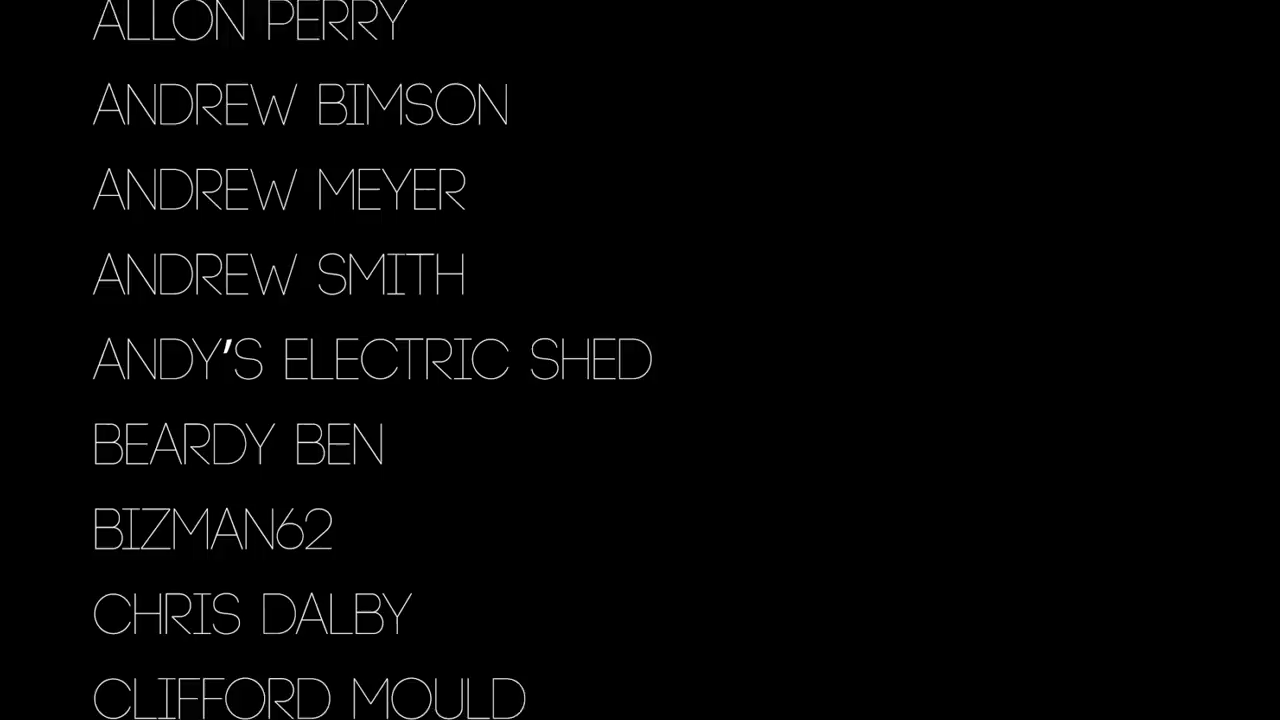 ALLON PERRY
ANDREW BIMSON
ANDREW MEYER
ANDREW SMITH
ANDY'S ELECTRIC SHED
BEARDY BEN
BIZMAN62
CHRIS DALBY
CLIFFORD MOULD